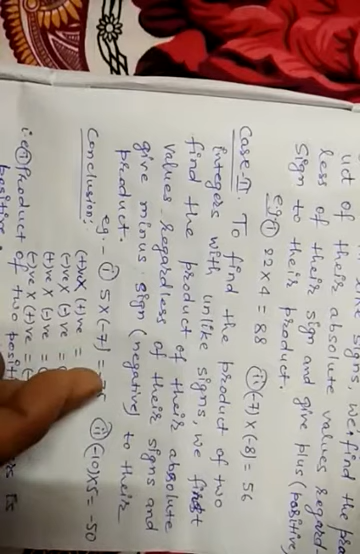 signs, we find the
uct of their absolute values regard
less of their sign and give plus (positive
sign to their product.
eg. (i) 22 x 4 = 88 (ii) (-7) x (-8) = 56
Case-II. To find the product of two
integers with unlike signs, we first
find the product of their absolute
values regardless of their signs and
give minus sign (negative) to their
product.
eg. - (i) 5 x (-7) = (ii) (-10) x 5 = -50
Conclusion:
(+)ve x (+)ve =
(-)ve x (-)ve =
(+)ve x (-)ve =
(-)ve x (+)ve =
i.e. (i) Product of two